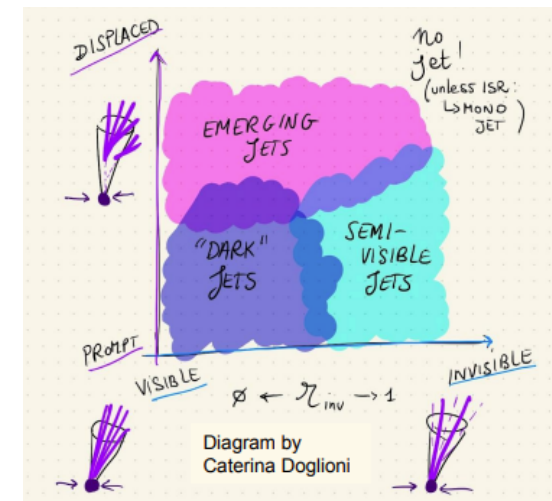 DISPLACED
no
jet!
(unless ISR:
↳MONO
JET)
EMERGING
JETS
"DARK"
JETS
SEMI-
VISIBLE
JETS
PROMPT
VISIBLE
INVISIBLE
∅ ← r_inv → 1
Diagram by
Caterina Doglioni